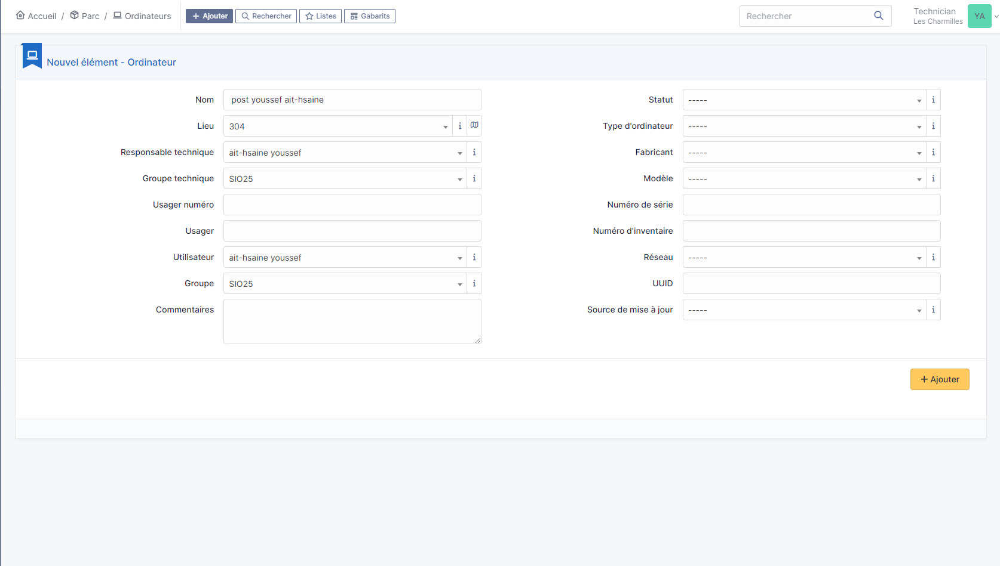 Accueil / Parc / Ordinateurs
+ Ajouter Rechercher Listes Gabarits
Rechercher
Technician
Les Charmilles
YA
Nouvel élément - Ordinateur
Nom post youssef ait-hsaine
Lieu 304 i
Responsable technique ait-hsaine youssef i
Groupe technique SIO25 i
Usager numéro
Usager
Utilisateur ait-hsaine youssef i
Groupe SIO25 i
Commentaires
Statut ----- i
Type d'ordinateur ----- i
Fabricant ----- i
Modèle ----- i
Numéro de série
Numéro d'inventaire
Réseau ----- i
UUID
Source de mise à jour ----- i
+ Ajouter